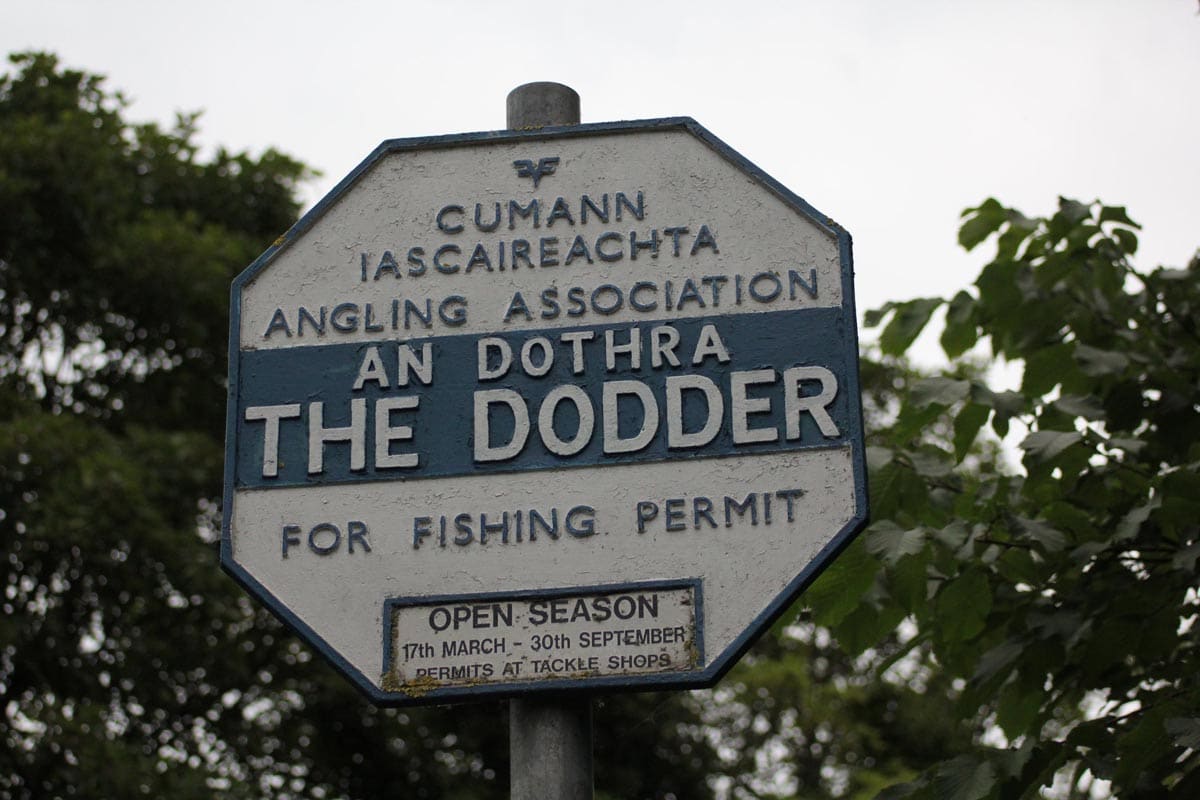 CUMANN
IASCAIREACHTA
ANGLING ASSOCIATION
AN DOTHRA
THE DODDER
FOR FISHING PERMIT
OPEN SEASON
17th MARCH - 30th SEPTEMBER
PERMITS AT TACKLE SHOPS